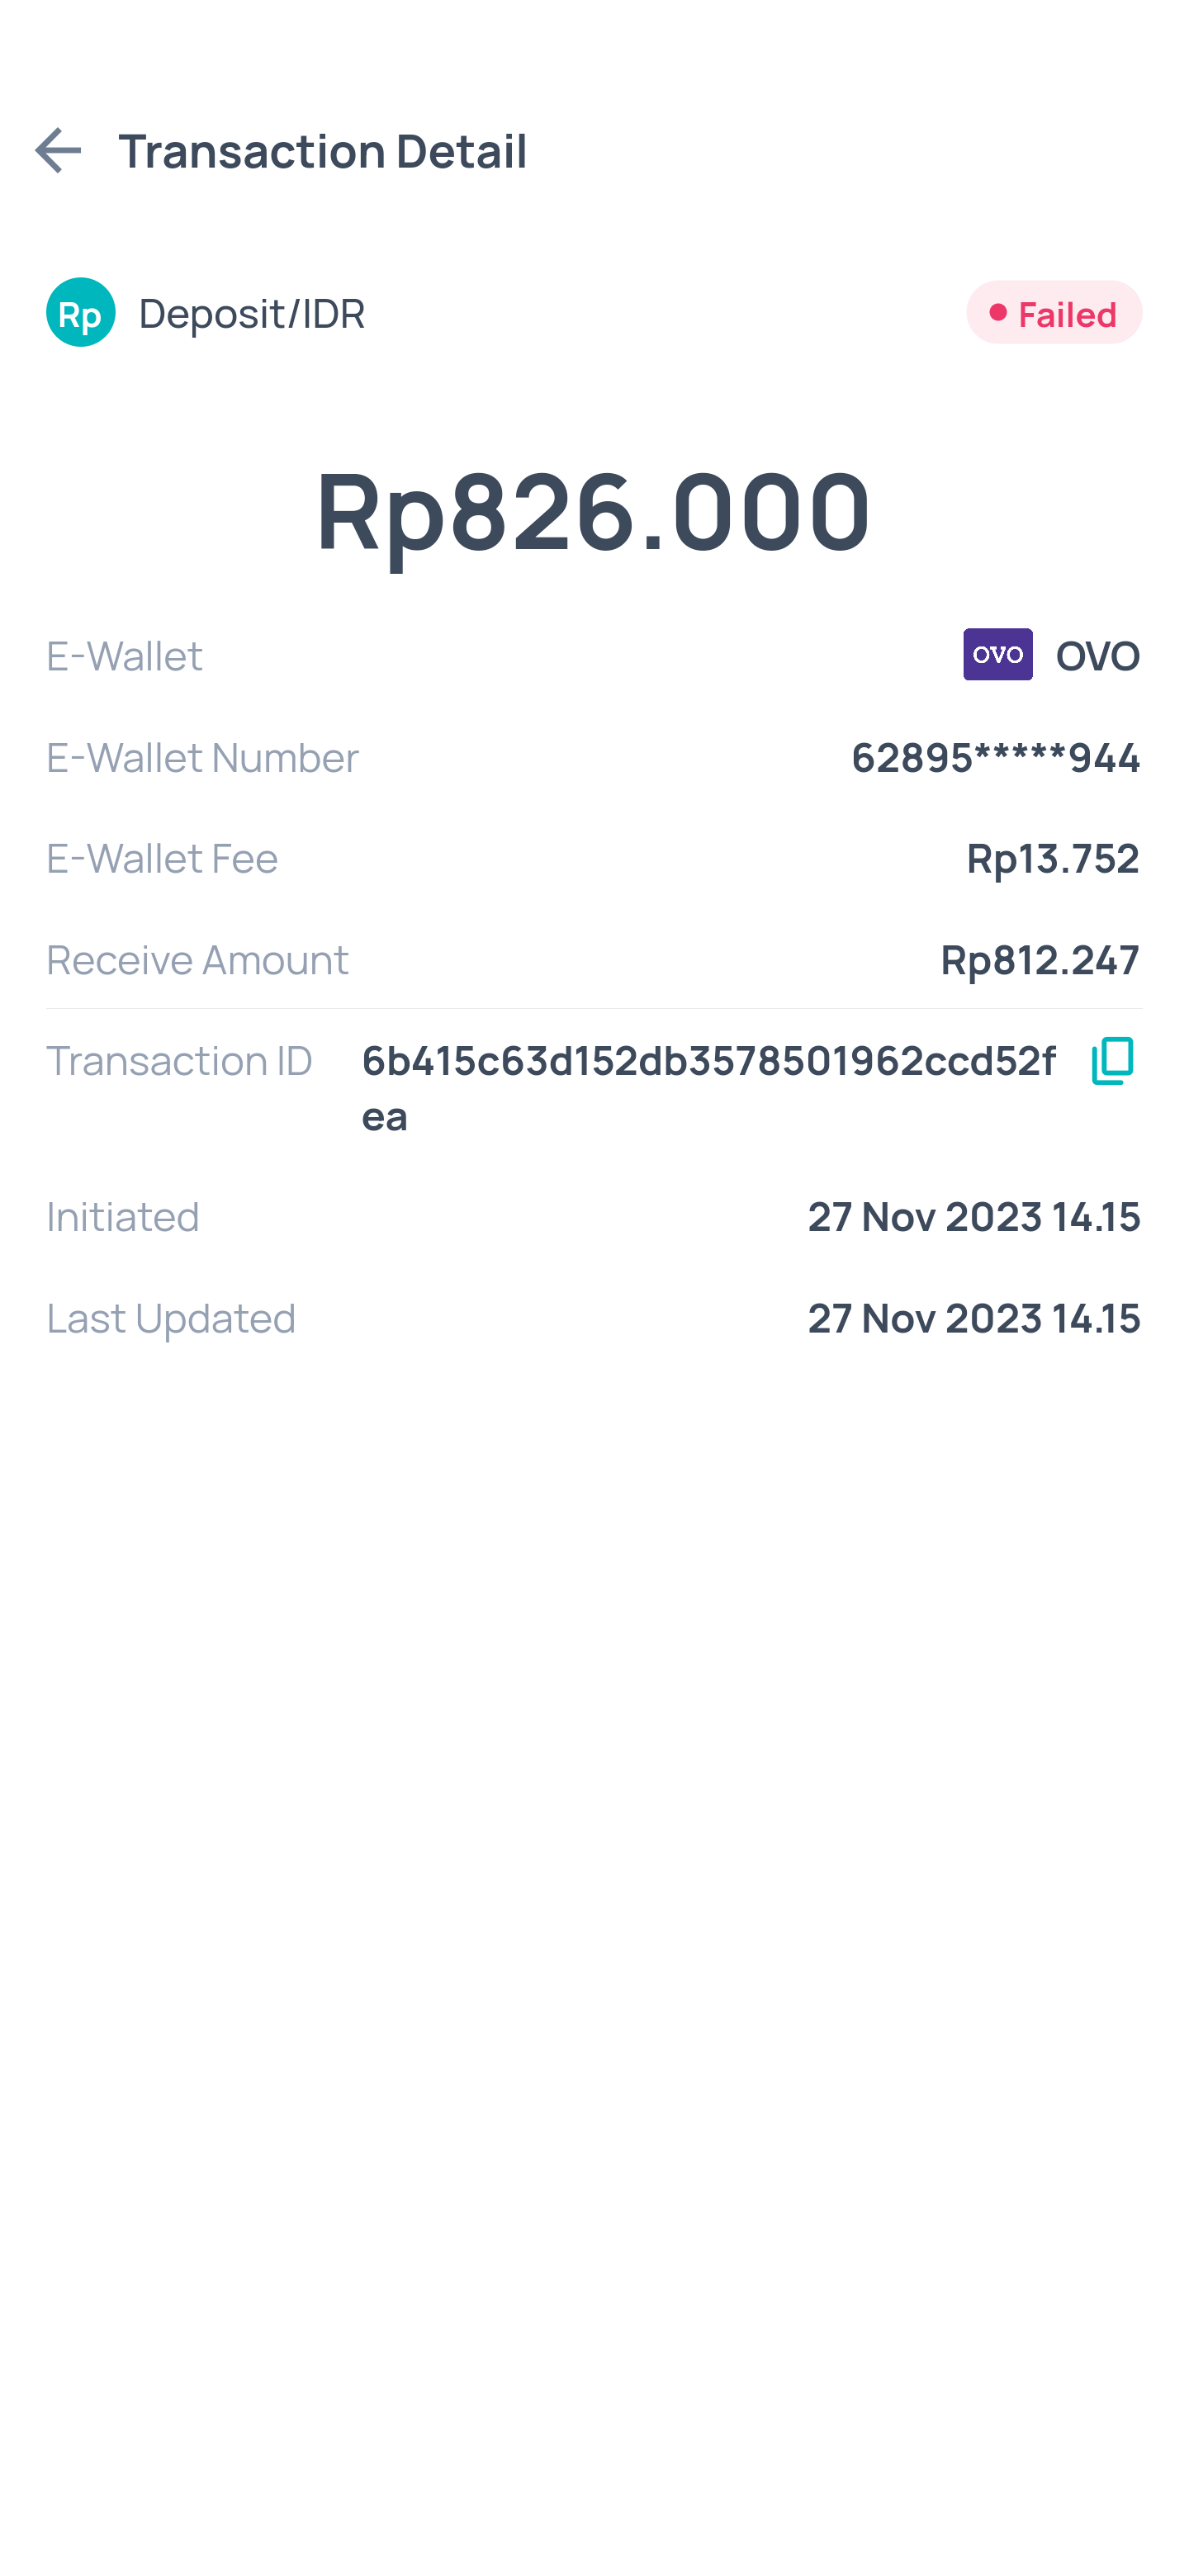 Transaction Detail
Rp Deposit/IDR Failed
Rp826.000
E-Wallet OVO OVO
E-Wallet Number 62895*****944
E-Wallet Fee Rp13.752
Receive Amount Rp812.247
Transaction ID 6b415c63d152db3578501962ccd52f
ea
Initiated 27 Nov 2023 14.15
Last Updated 27 Nov 2023 14.15